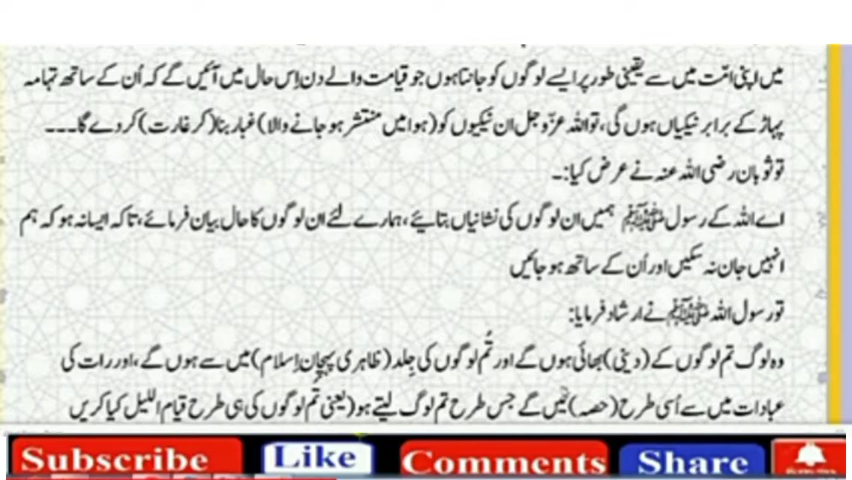 میں اپنی امت میں سے یقینی طور پر ایسے لوگوں کو جانتا ہوں جو قیامت والے دن اِس حال میں آئیں گے کہ اُن کے ساتھ تہامہ
پہاڑ کے برابر نیکیاں ہوں گی، تو اللہ عزّوجل ان نیکیوں کو (ہوا میں منتشر ہو جانے والا) غبار بنا (کر غارت) کر دے گا۔۔۔
تو ثوبان رضی اللہ عنہ نے عرض کیا:۔
اے اللہ کے رسول ﷺ ہمیں ان لوگوں کی نشانیاں بتائیے، ہمارے لئے ان لوگوں کا حال بیان فرمائے، تاکہ ایسا نہ ہو کہ ہم
انہیں جان نہ سکیں اور اُن کے ساتھ ہو جائیں
تو رسول اللہ ﷺ نے ارشاد فرمایا:
وہ لوگ تم لوگوں کے (دینی) بھائی ہوں گے اور تُم لوگوں کی جِلد (ظاہری پہچان اِسلام) میں سے ہوں گے، اور رات کی
عبادات میں سے اُسی طرح (حصہ) لیں گے جس طرح تم لوگ لیتے ہو (یعنی تم لوگوں کی ہی طرح قیام اللیل کیا کریں
Subscribe Like Comments Share